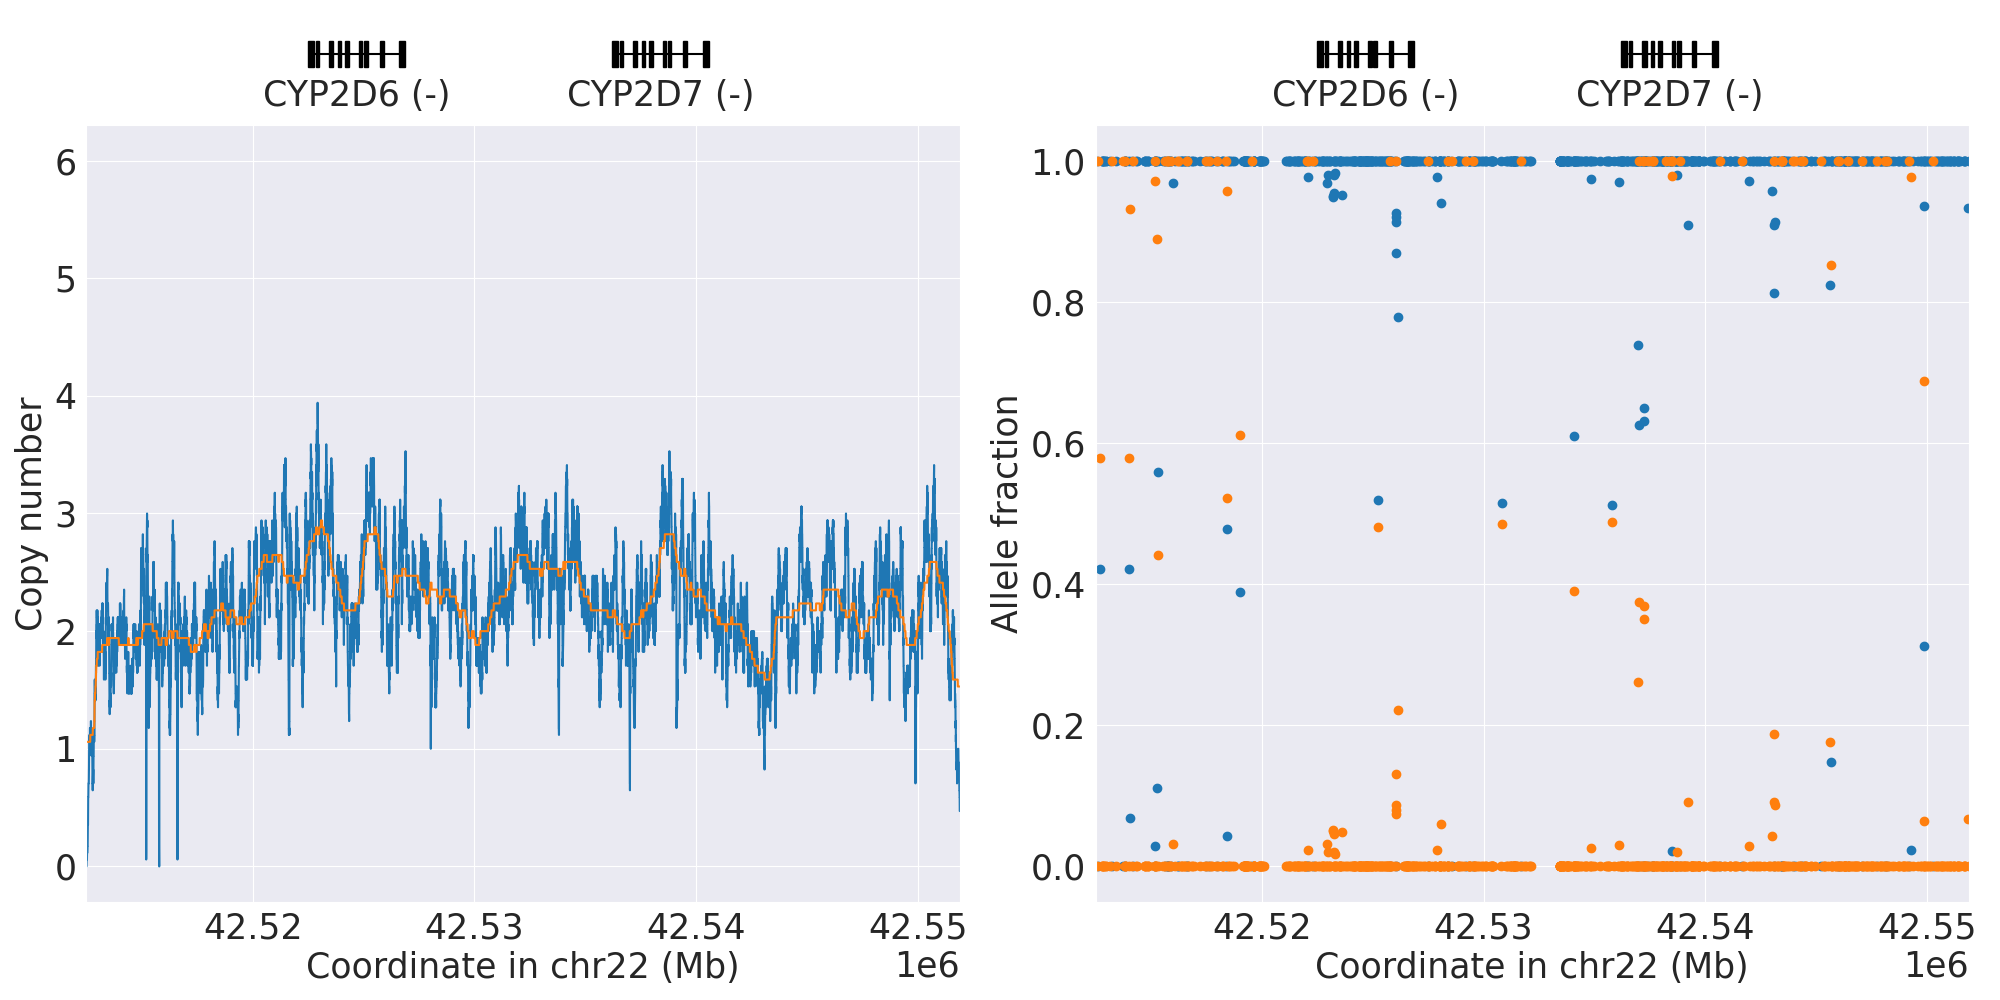 CYP2D6 (-)
CYP2D7 (-)
6
5
4
3
2
1
0
Copy number
42.52
42.53
42.54
42.55
1e6
Coordinate in chr22 (Mb)
CYP2D6 (-)
CYP2D7 (-)
1.0
0.8
0.6
0.4
0.2
0.0
Allele fraction
42.52
42.53
42.54
42.55
1e6
Coordinate in chr22 (Mb)